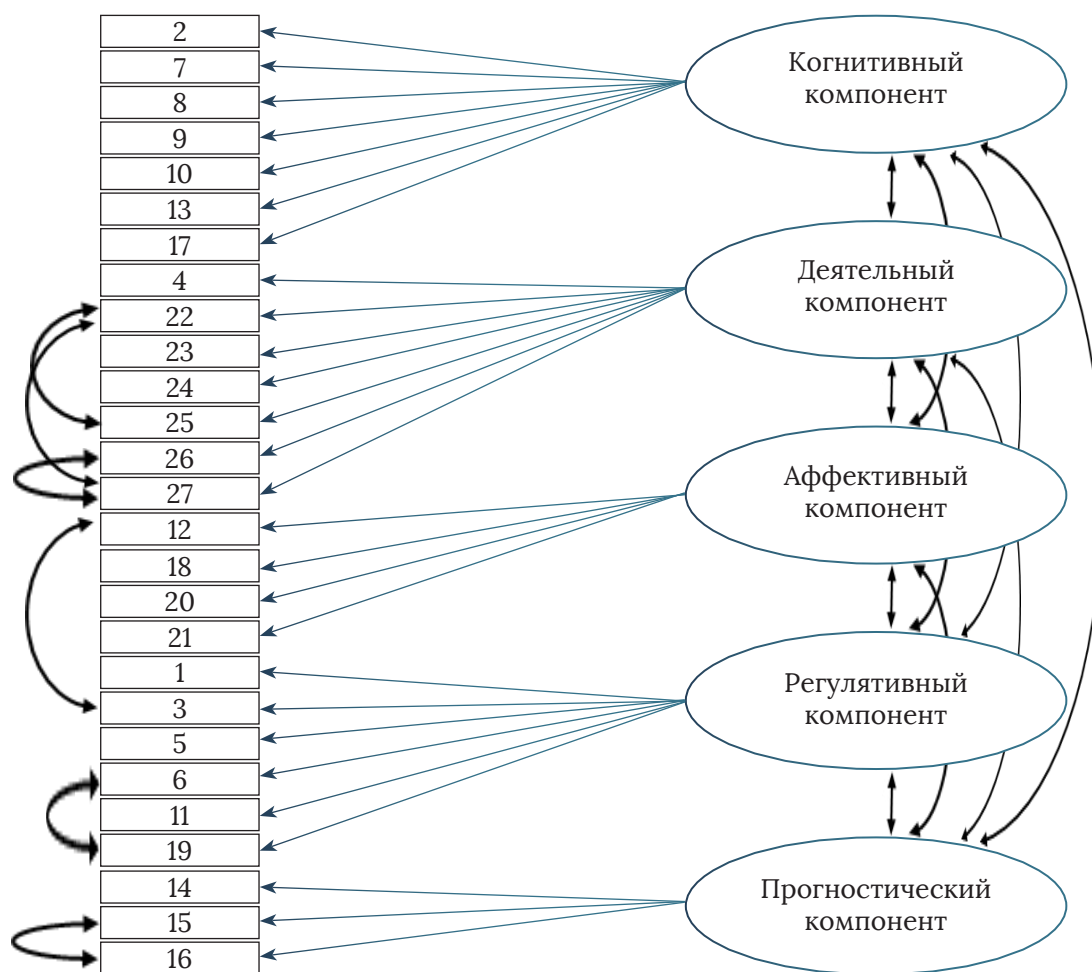 2
7
8
9
10
13
17
4
22
23
24
25
26
27
12
18
20
21
1
3
5
6
11
19
14
15
16
Когнитивный
компонент
Деятельный
компонент
Аффективный
компонент
Регулятивный
компонент
Прогностический
компонент